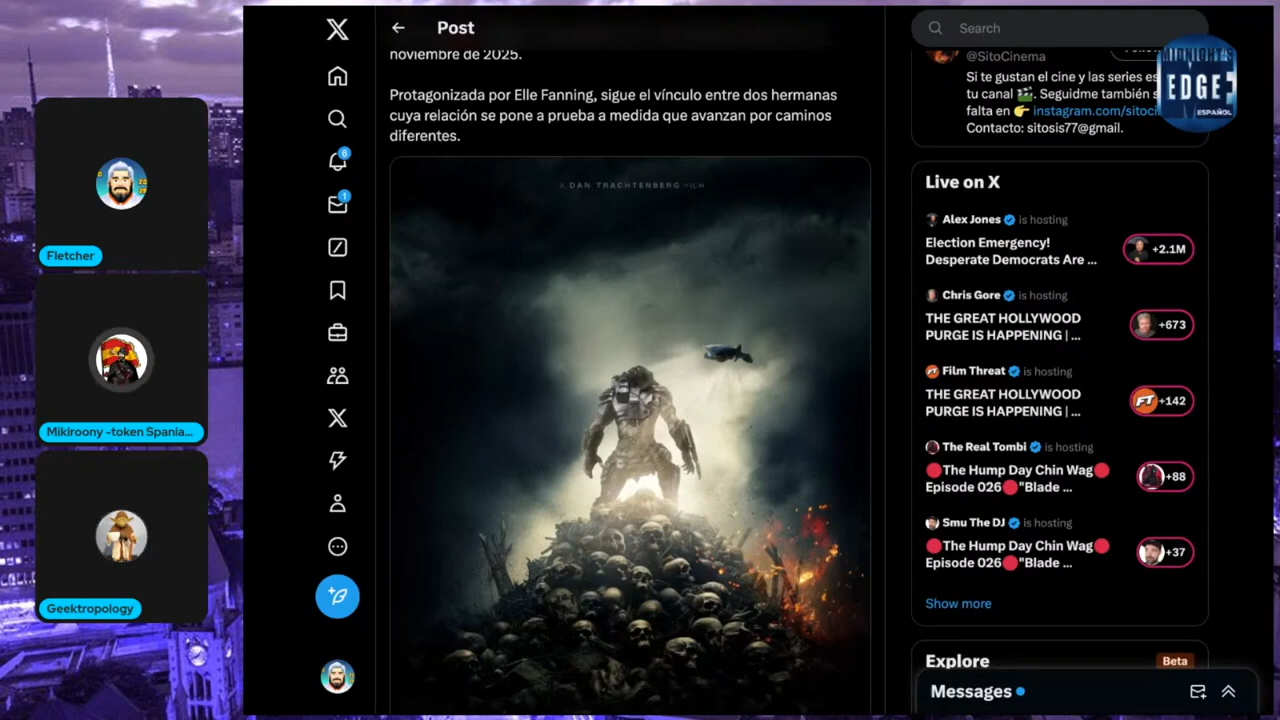 Post
Search
noviembre de 2025.
Protagonizada por Elle Fanning, sigue el vínculo entre dos hermanas
cuya relación se pone a prueba a medida que avanzan por caminos
diferentes.
A DAN TRACHTENBERG FILM
6
1
@SitoCinema
Si te gustan el cine y las series es
tu canal 🎬. Seguidme también s
falta en 👉 instagram.com/sitoci
Contacto: sitosis77@gmail.
MIDNIGHT'S
EDGE
ESPAÑOL
Live on X
Alex Jones is hosting
Election Emergency!
Desperate Democrats Are ...
+2.1M
Chris Gore is hosting
THE GREAT HOLLYWOOD
PURGE IS HAPPENING | ...
+673
Film Threat is hosting
THE GREAT HOLLYWOOD
PURGE IS HAPPENING | ...
FT
+142
The Real Tombi is hosting
🔴The Hump Day Chin Wag🔴
Episode 026🔴"Blade ...
+88
Smu The DJ is hosting
🔴The Hump Day Chin Wag🔴
Episode 026🔴"Blade ...
+37
Show more
Explore
Beta
Messages
Fletcher
Mikiroony -token Spania...
Geektropology